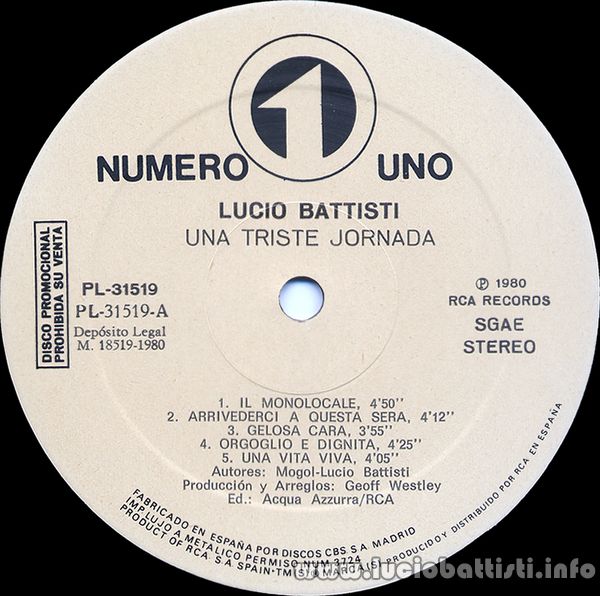 NUMERO 1 UNO
LUCIO BATTISTI
UNA TRISTE JORNADA
DISCO PROMOCIONAL
PROHIBIDA SU VENTA
PL-31519
PL-31519-A
Depósito Legal
M. 18519-1980
Ⓟ 1980
RCA RECORDS
SGAE
STEREO
1. IL MONOLOCALE, 4'50''
2. ARRIVEDERCI A QUESTA SERA, 4'12''
3. GELOSA CARA, 3'55''
4. ORGOGLIO E DIGNITA, 4'25''
5. UNA VITA VIVA, 4'05''
Autores: Mogol-Lucio Battisti
Producción y Arreglos: Geoff Westley
Ed.: Acqua Azzurra/RCA
FABRICADO EN ESPAÑA POR DISCOS CBS. S A MADRID
IMP LUJO A METALICO PERMISO NUM 3724
PRODUCT OF RCA S.A SPAIN-TM(S)® MARCA(S) PRODUCIDO Y DISTRIBUIDO POR RCA EN ESPAÑA
www.luciobattisti.info